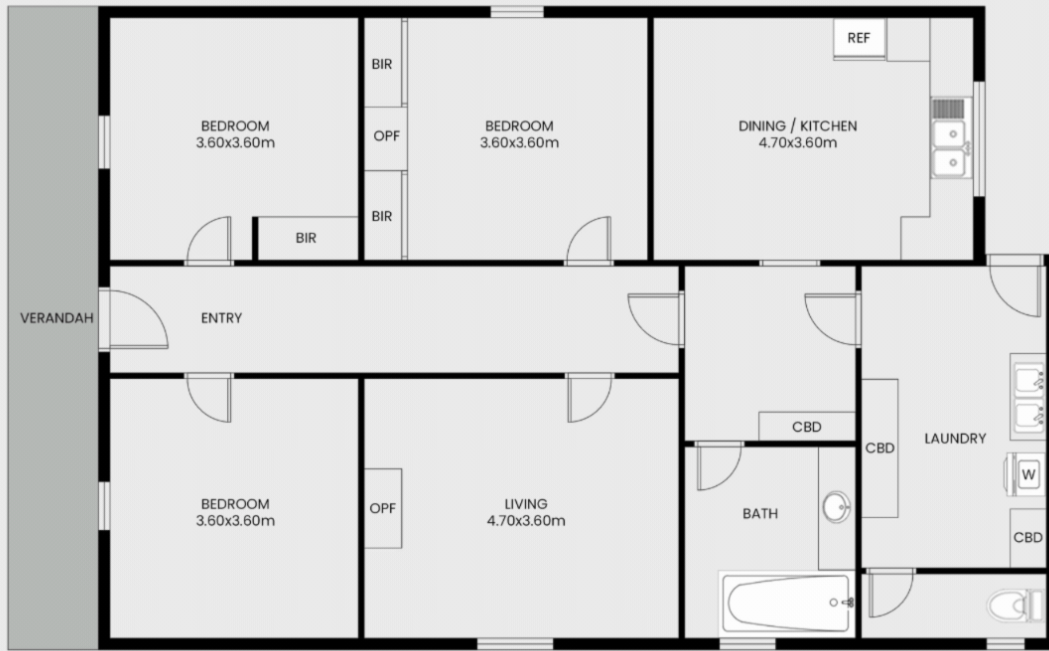 BEDROOM
3.60x3.60m
BIR
BIR
OPF
BIR
BEDROOM
3.60x3.60m
REF
DINING / KITCHEN
4.70x3.60m
VERANDAH
ENTRY
CBD
BEDROOM
3.60x3.60m
OPF
LIVING
4.70x3.60m
BATH
CBD
LAUNDRY
W
CBD